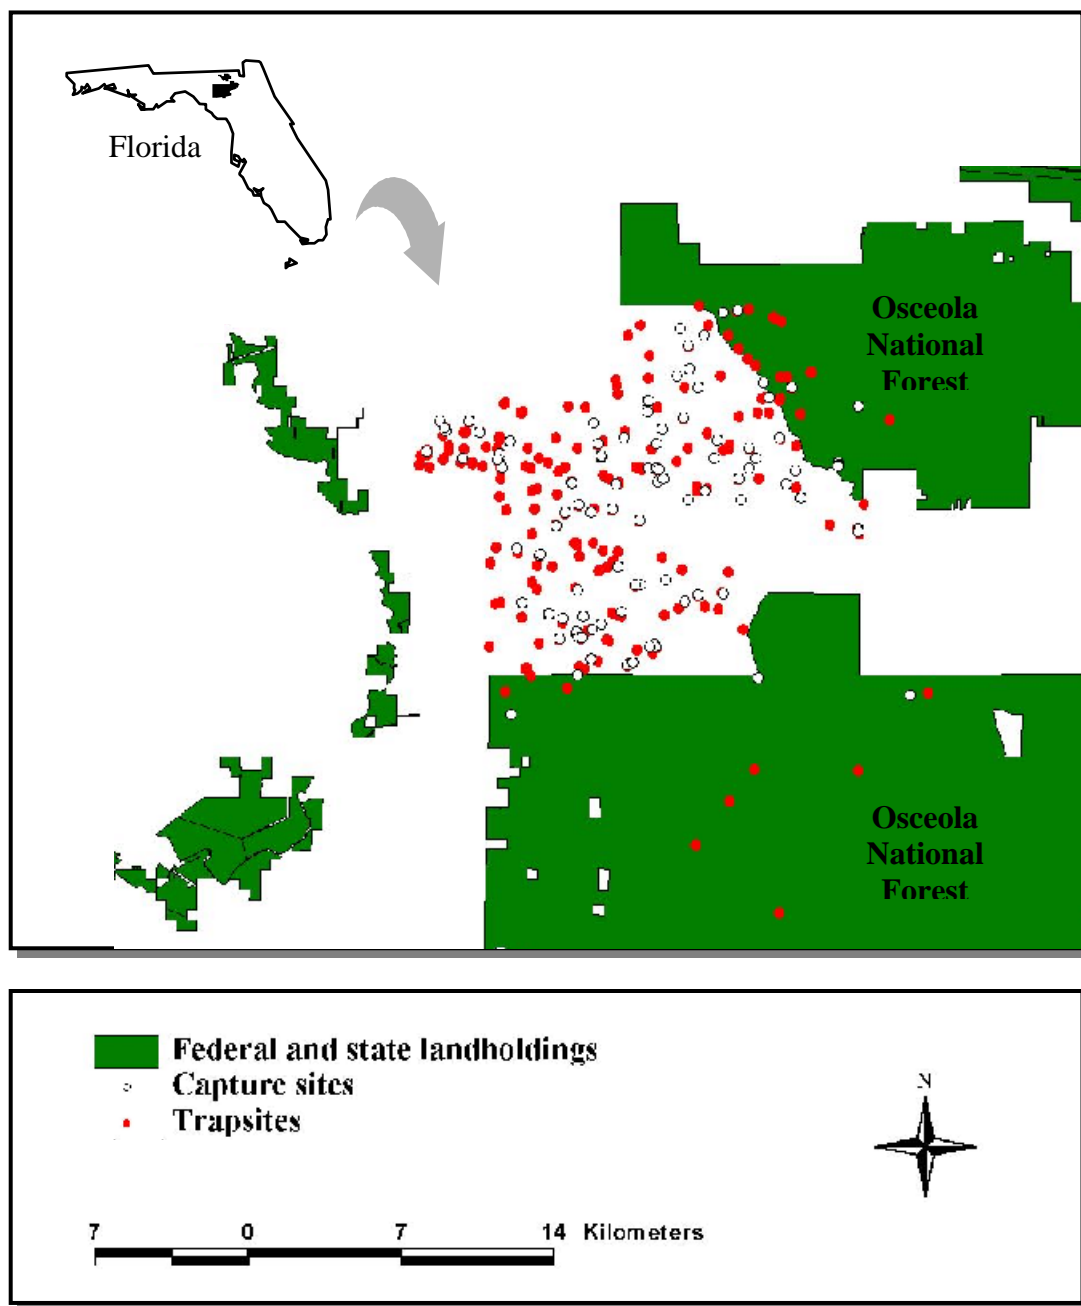 Florida
Osceola
National
Forest
Osceola
National
Forest
Federal and state landholdings
Capture sites
Trapsites
N
7 0 7 14 Kilometers